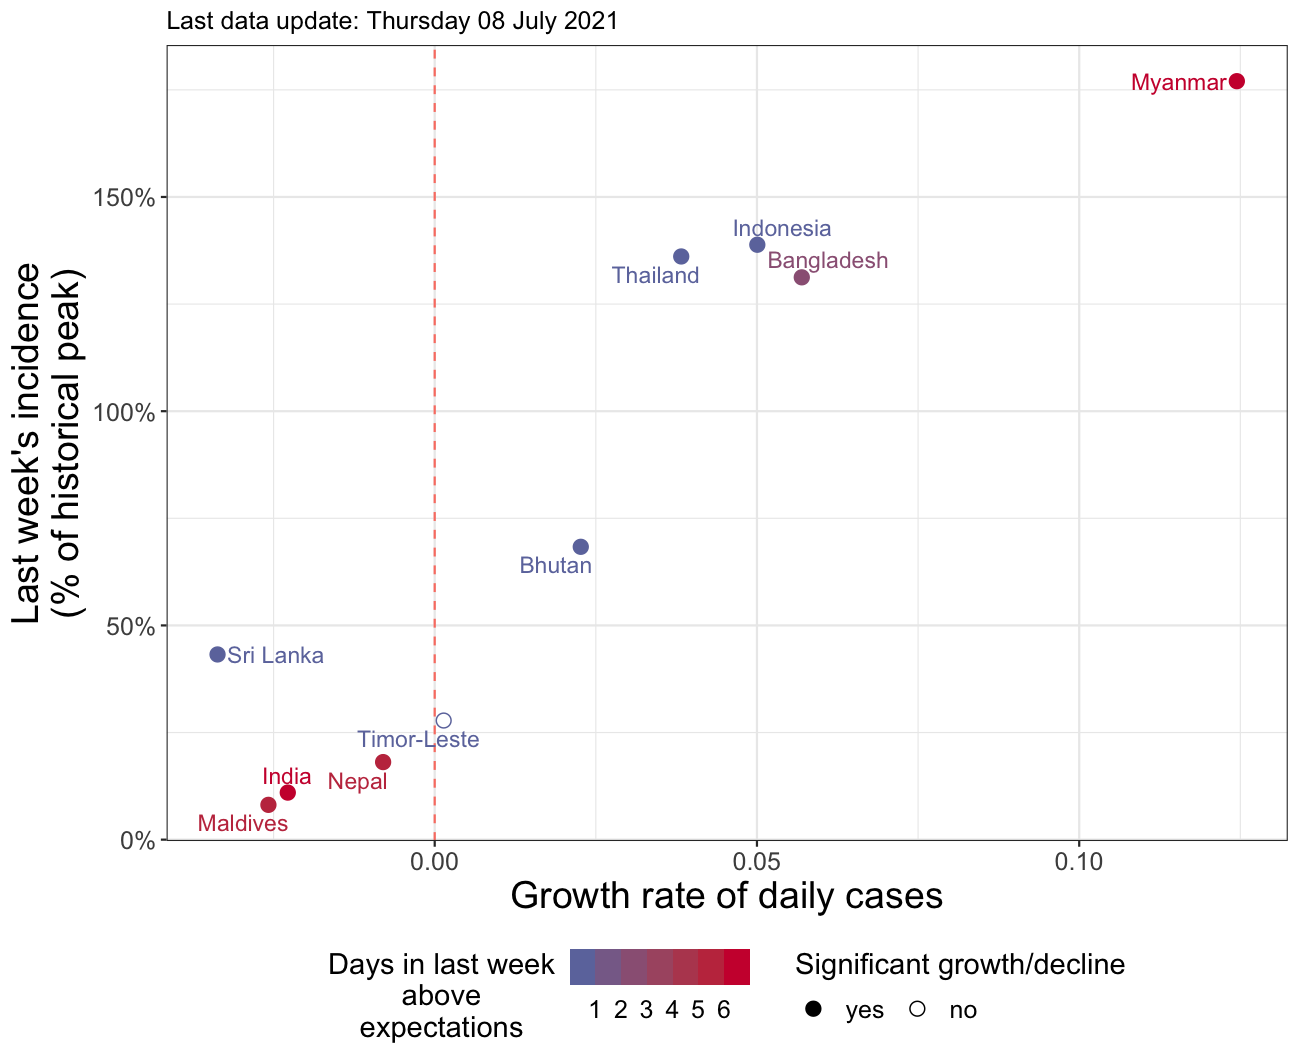 Last data update: Thursday 08 July 2021
Last week's incidence
(% of historical peak)
150%
100%
50%
0%
Myanmar
Indonesia
Bangladesh
Thailand
Bhutan
Sri Lanka
Timor-Leste
India
Nepal
Maldives
0.00
0.05
0.10
Growth rate of daily cases
Days in last week
above
expectations
1 2 3 4 5 6
Significant growth/decline
yes no